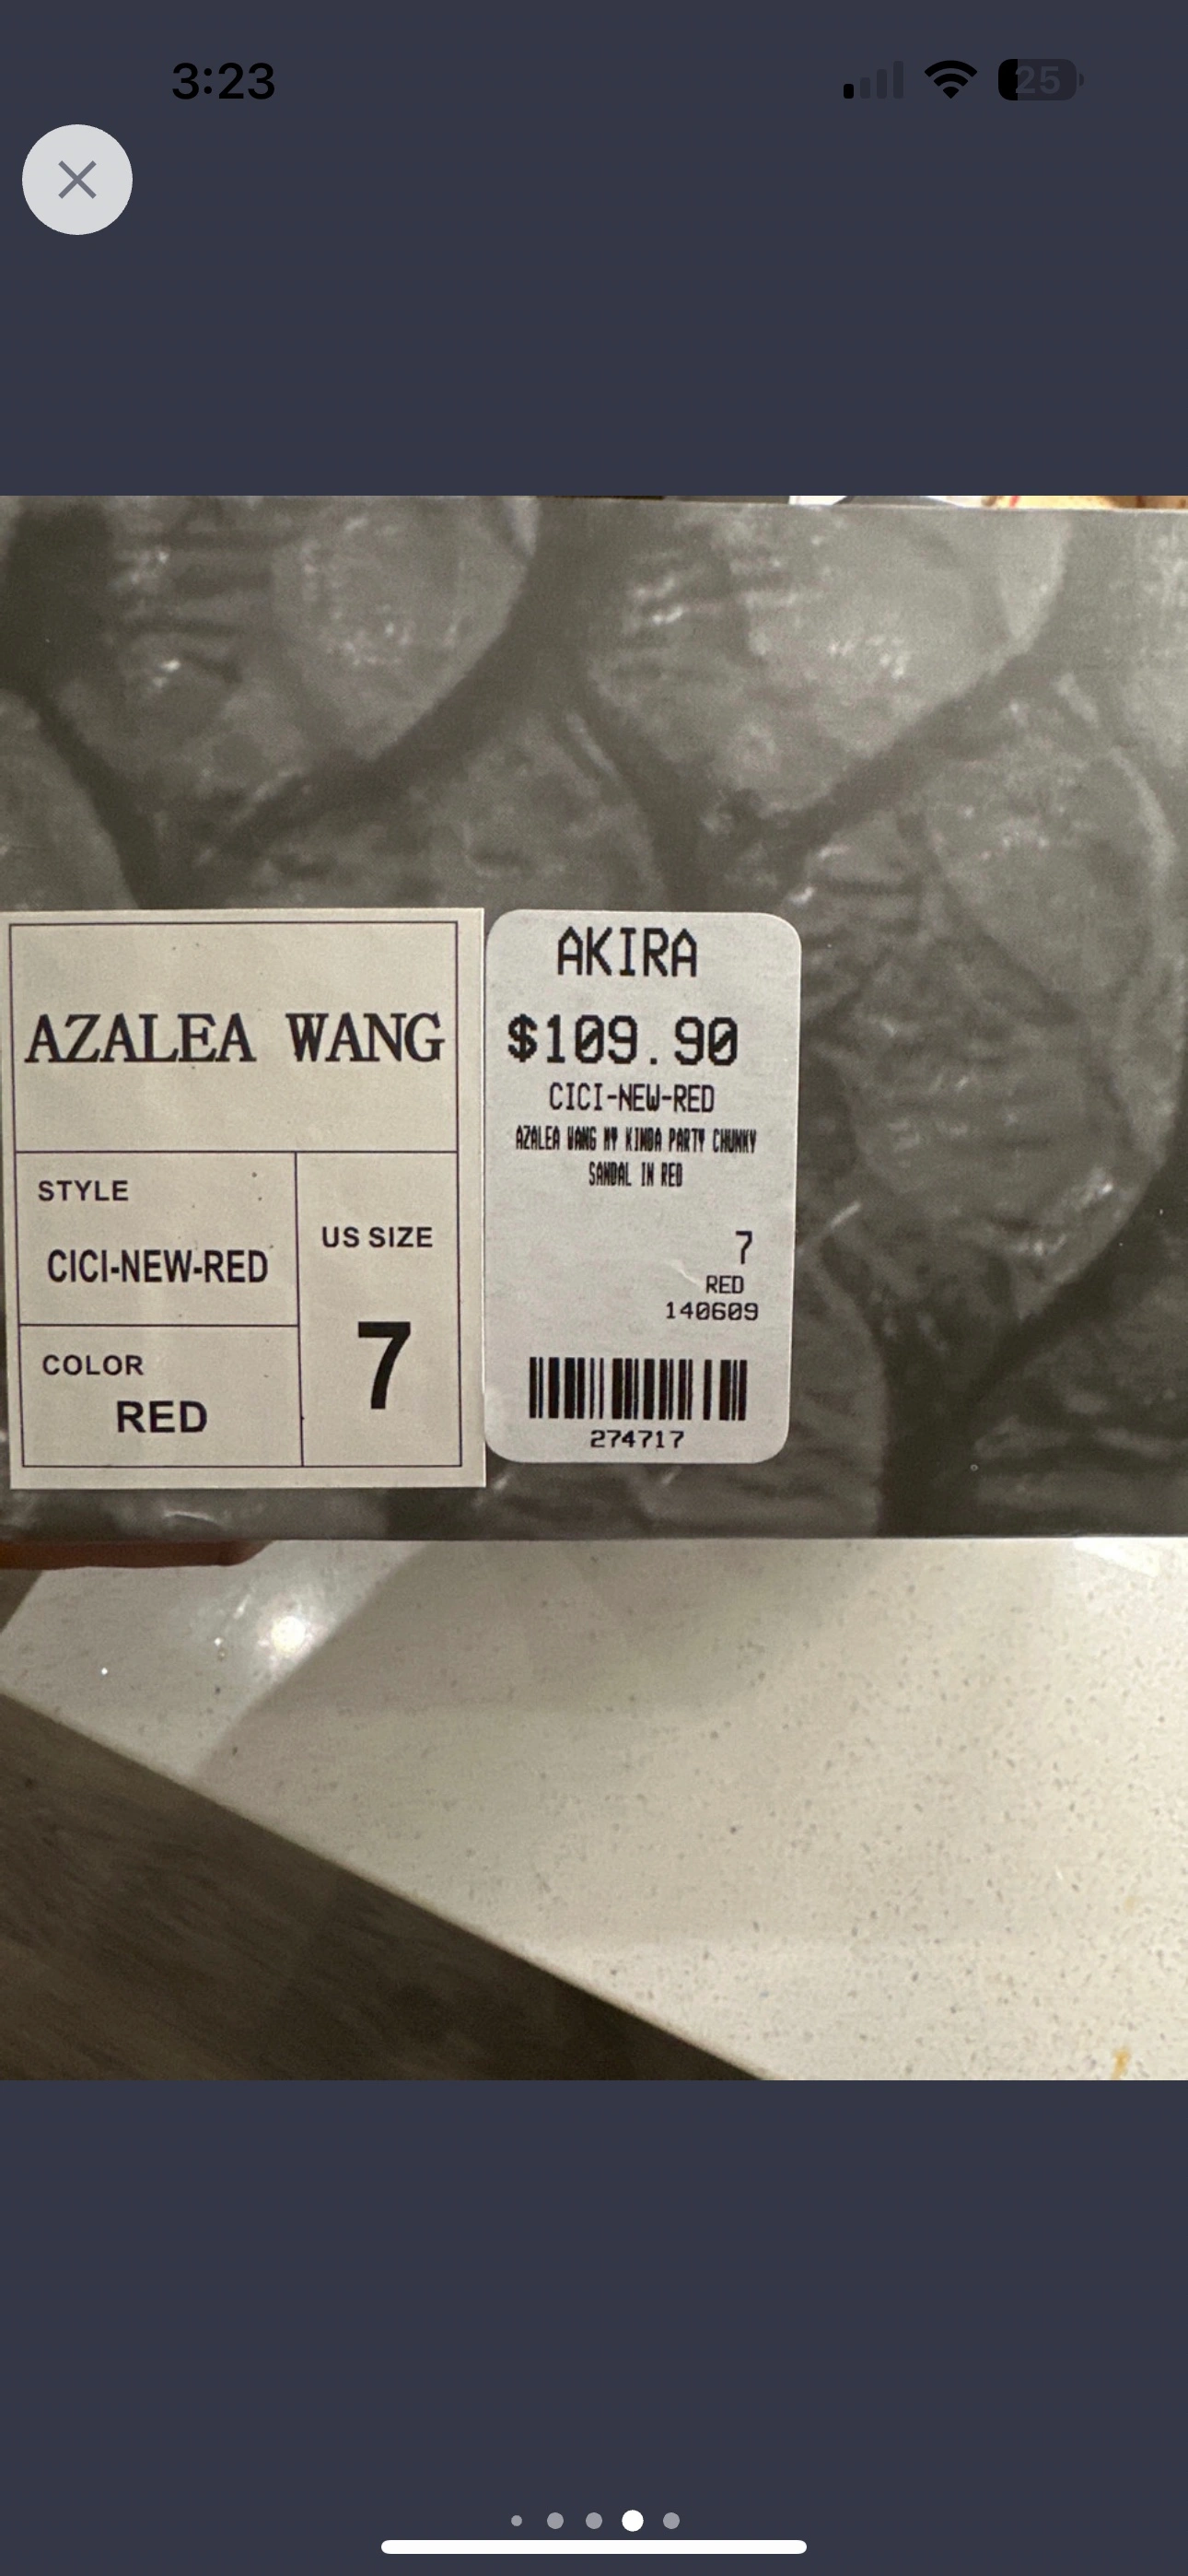 3:23
25
AZALEA WANG
STYLE
CICI-NEW-RED
COLOR
RED
US SIZE
7
AKIRA
$109.90
CICI-NEW-RED
AZALEA WANG MY KINDA PARTY CHUNKY
SANDAL IN RED
7
RED
140609
274717